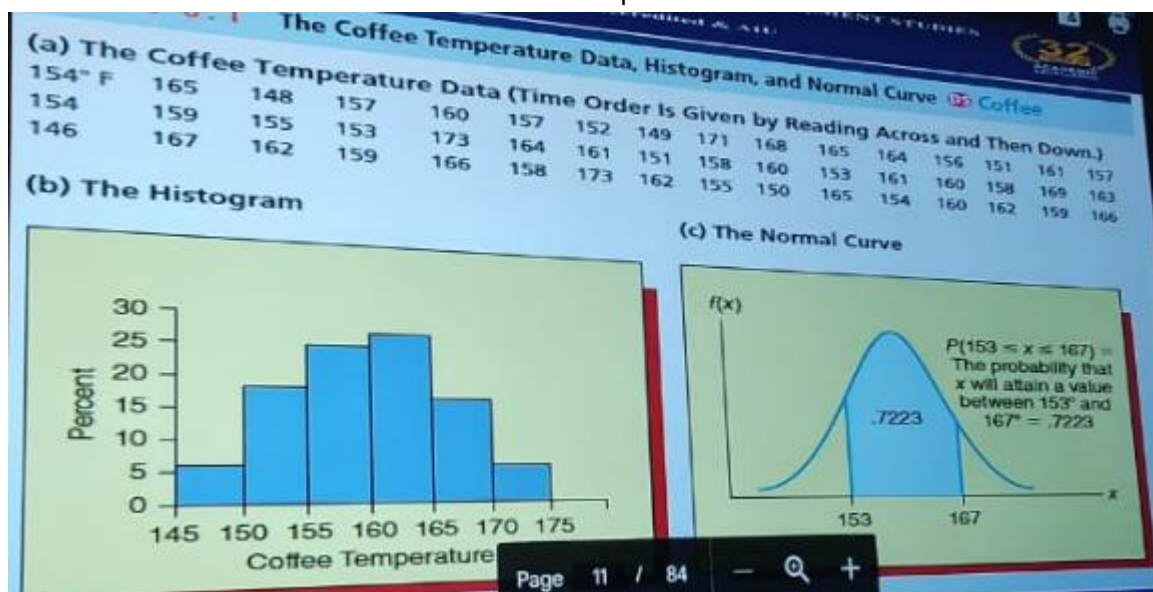 The Coffee Temperature Data, Histogram, and Normal Curve DS Coffee
32
(a) The Coffee Temperature Data (Time Order Is Given by Reading Across and Then Down.)
154° F 165 148 157 160 157 152 149 171 168 165 164 156 151 161 157
154 159 155 153 173 164 161 151 158 160 153 161 160 158 169 163
146 167 162 159 166 158 173 162 155 150 165 154 160 162 159 166
(b) The Histogram
30
25
20
15
10
5
0
Percent
145 150 155 160 165 170 175
Coffee Temperature
(c) The Normal Curve
f(x)
P(153 ≤ x ≤ 167) =
The probability that
x will attain a value
between 153° and
167° = .7223
.7223
x
153 167
Page 11 / 84 − +